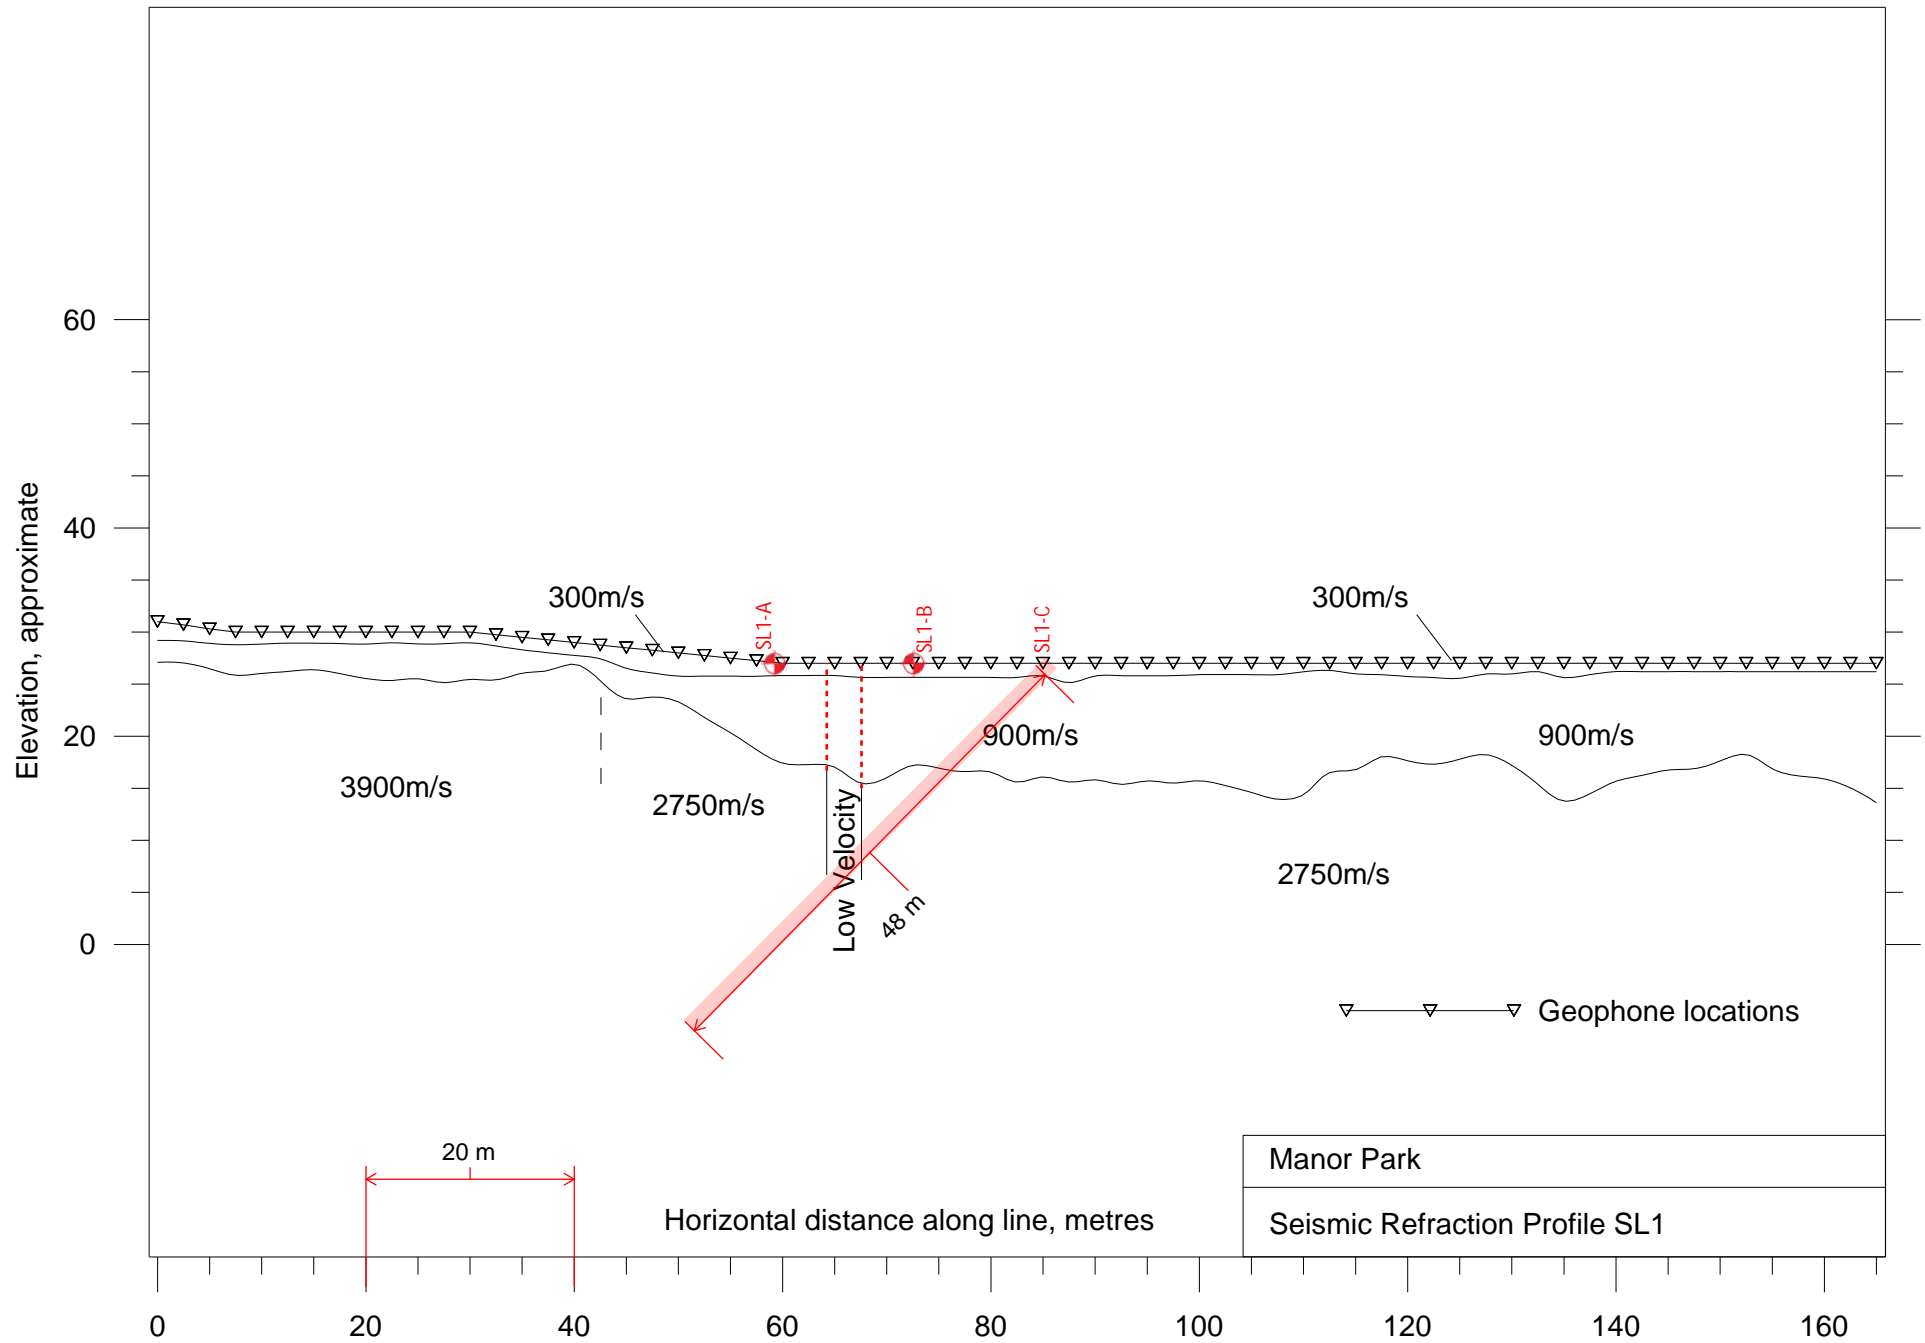 60
40
20
0
Elevation, approximate
300m/s
SL1-A
SL1-B
SL1-C
300m/s
900m/s
900m/s
3900m/s
2750m/s
Low Velocity
48 m
2750m/s
Geophone locations
20 m
Horizontal distance along line, metres
Manor Park
Seismic Refraction Profile SL1
0
20
40
60
80
100
120
140
160